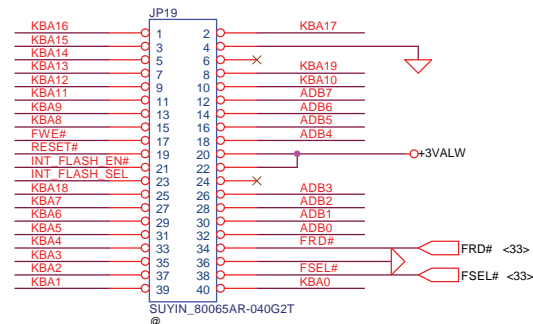 JP19
KBA16 1 2 KBA17
KBA15 3 4
KBA14 5 6
KBA13 7 8 KBA19
KBA12 9 10 KBA10
KBA11 11 12 ADB7
KBA9 13 14 ADB6
KBA8 15 16 ADB5
FWE# 17 18 ADB4
RESET# 19 20 +3VALW
INT_FLASH_EN# 21 22
INT_FLASH_SEL 23 24
KBA18 25 26 ADB3
KBA7 27 28 ADB2
KBA6 29 30 ADB1
KBA5 31 32 ADB0
KBA4 33 34 FRD# FRD# <33>
KBA3 35 36
KBA2 37 38 FSEL# FSEL# <33>
KBA1 39 40 KBA0
SUYIN_80065AR-040G2T
@